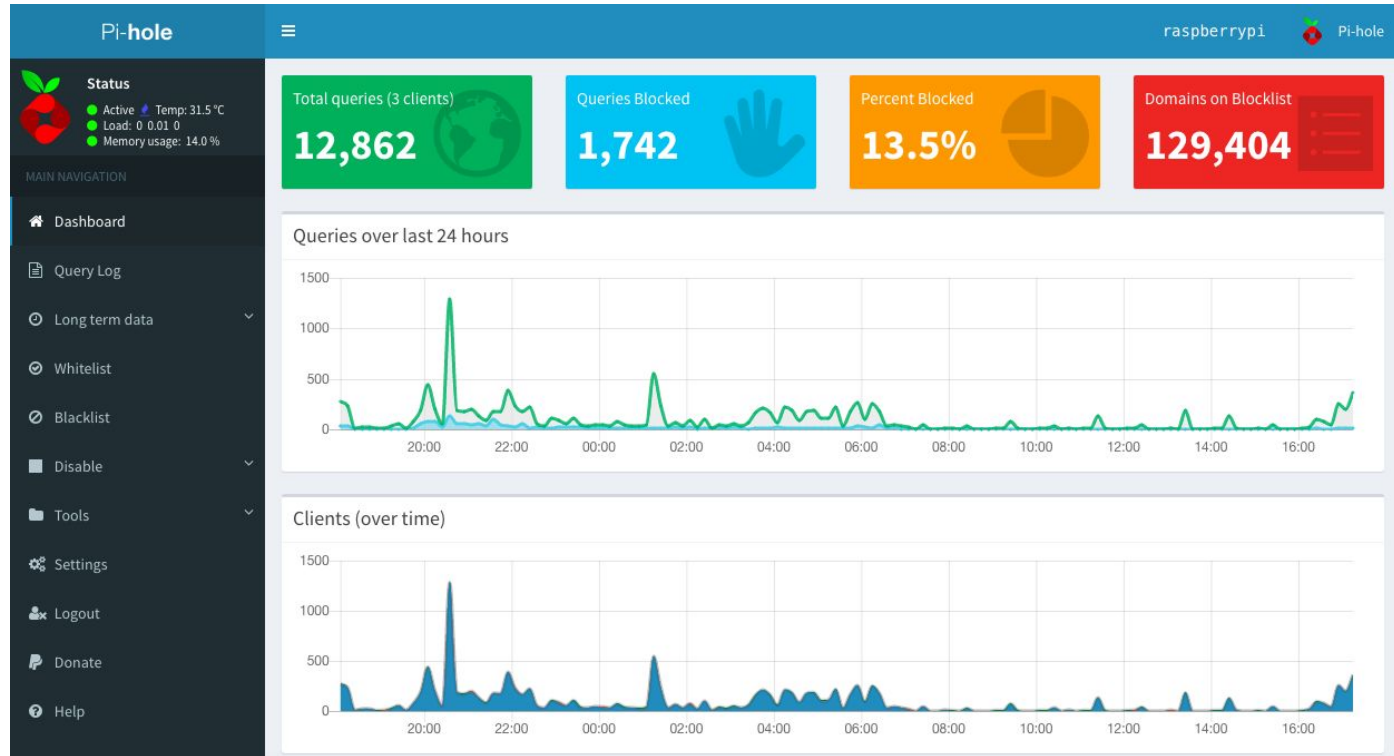 Pi-hole
raspberrypi
Pi-hole
Status
Active Temp: 31.5 °C
Load: 0 0.01 0
Memory usage: 14.0 %
MAIN NAVIGATION
Dashboard
Query Log
Long term data
Whitelist
Blacklist
Disable
Tools
Settings
Logout
Donate
Help
Total queries (3 clients)
12,862
Queries Blocked
1,742
Percent Blocked
13.5%
Domains on Blocklist
129,404
Queries over last 24 hours
1500
1000
500
0
20:00 22:00 00:00 02:00 04:00 06:00 08:00 10:00 12:00 14:00 16:00
Clients (over time)
1500
1000
500
0
20:00 22:00 00:00 02:00 04:00 06:00 08:00 10:00 12:00 14:00 16:00